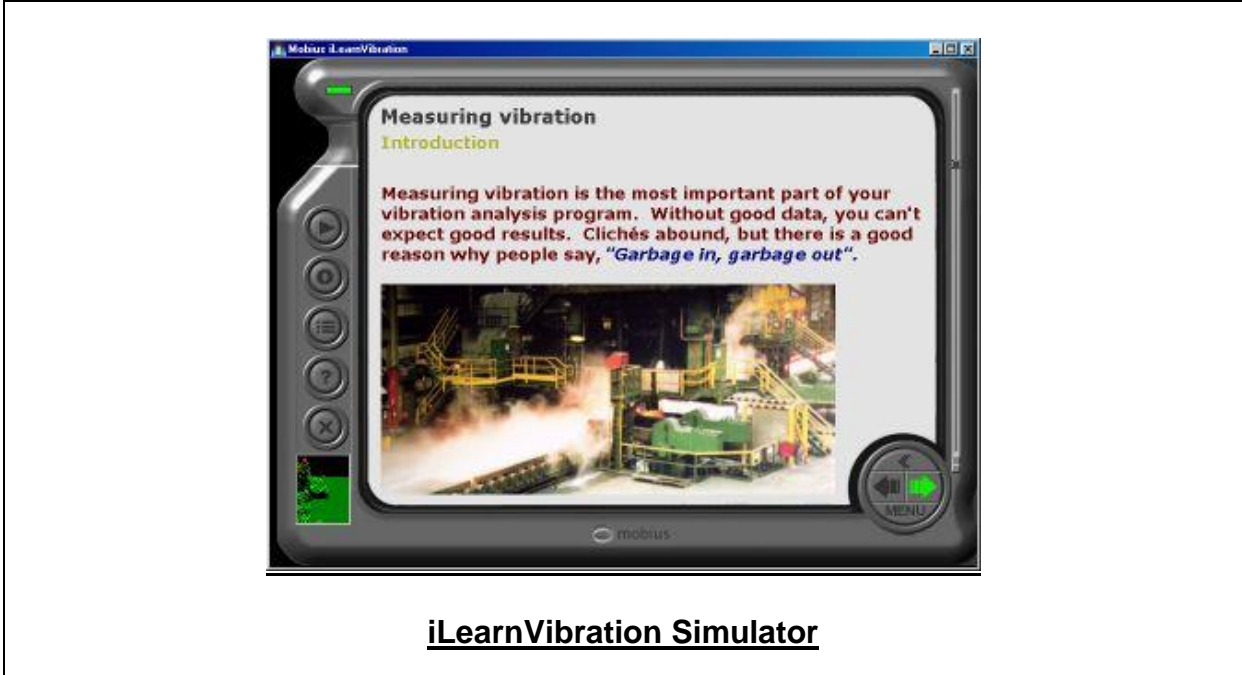 Mobius iLearnVibration
Measuring vibration
Introduction
Measuring vibration is the most important part of your
vibration analysis program.  Without good data, you can't
expect good results.  Clichés abound, but there is a good
reason why people say, "Garbage in, garbage out".
MENU
mobius
iLearnVibration Simulator